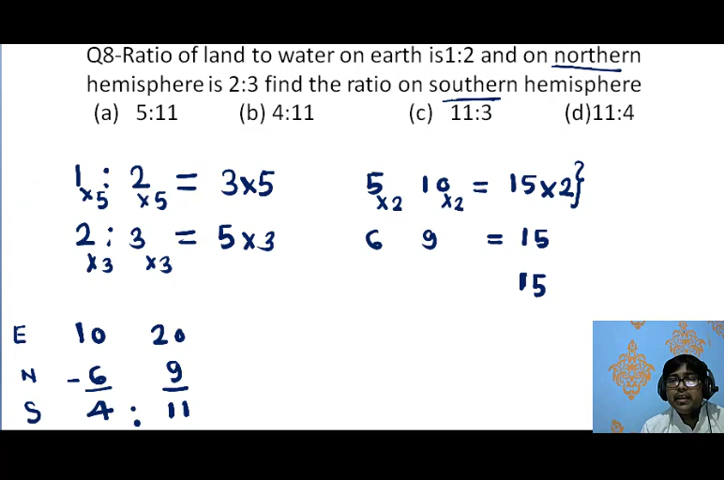 Q8-Ratio of land to water on earth is1:2 and on northern
hemisphere is 2:3 find the ratio on southern hemisphere
(a) 5:11 (b) 4:11 (c) 11:3 (d)11:4
1 : 2 = 3x5
x5 x5
2 : 3 = 5x3
x3 x3
5 10 = 15x2}
x2 x2
6 9 = 15
15
E 10 20
N -6 9
S 4 : 11